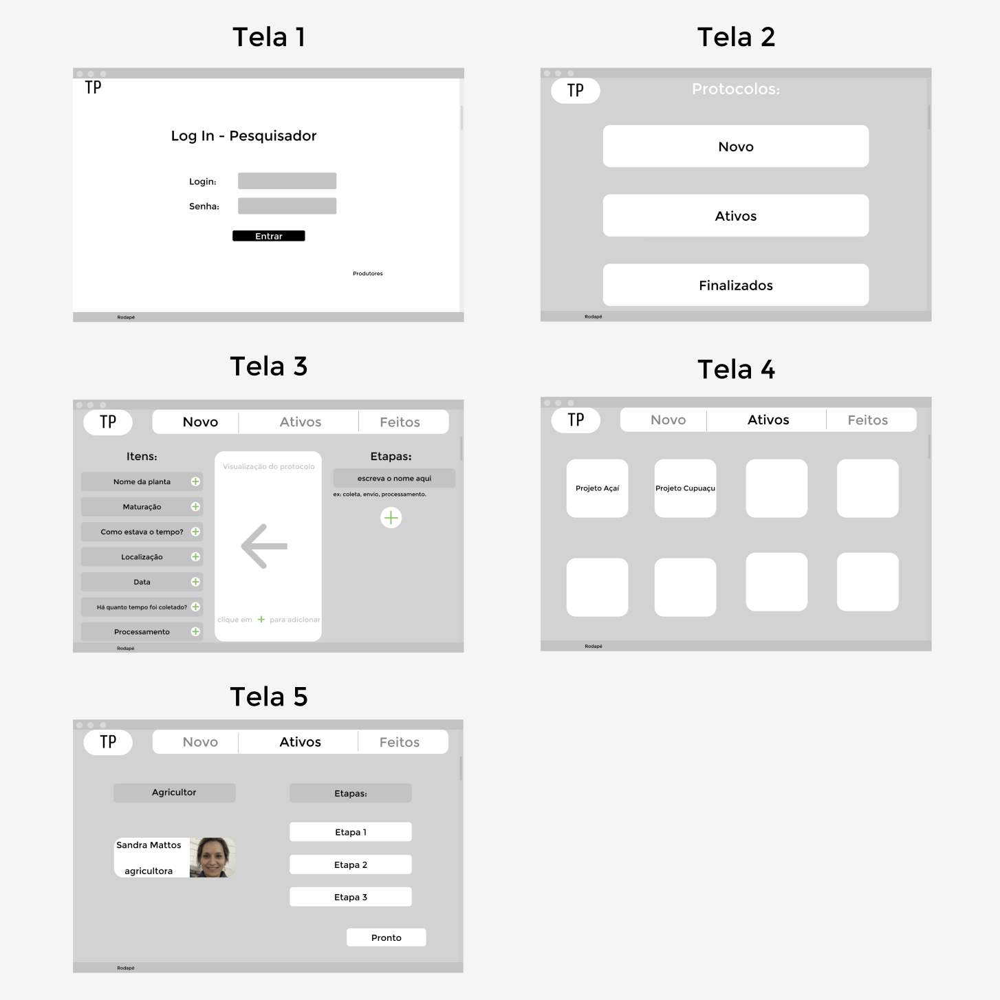 Tela 1
TP
Log In - Pesquisador
Login:
Senha:
Entrar
Produtores
Rodapé
Tela 2
TP
Protocolos:
Novo
Ativos
Finalizados
Rodapé
Tela 3
TP
Novo
Ativos
Feitos
Itens:
Nome da planta
Maturação
Como estava o tempo?
Localização
Data
Há quanto tempo foi coletado?
Processamento
Visualização do protocolo
clique em + para adicionar
Etapas:
escreva o nome aqui
ex: coleta, envio, processamento.
Rodapé
Tela 4
TP
Novo
Ativos
Feitos
Projeto Açaí
Projeto Cupuaçu
Rodapé
Tela 5
TP
Novo
Ativos
Feitos
Agricultor
Sandra Mattos
agricultora
Etapas:
Etapa 1
Etapa 2
Etapa 3
Pronto
Rodapé